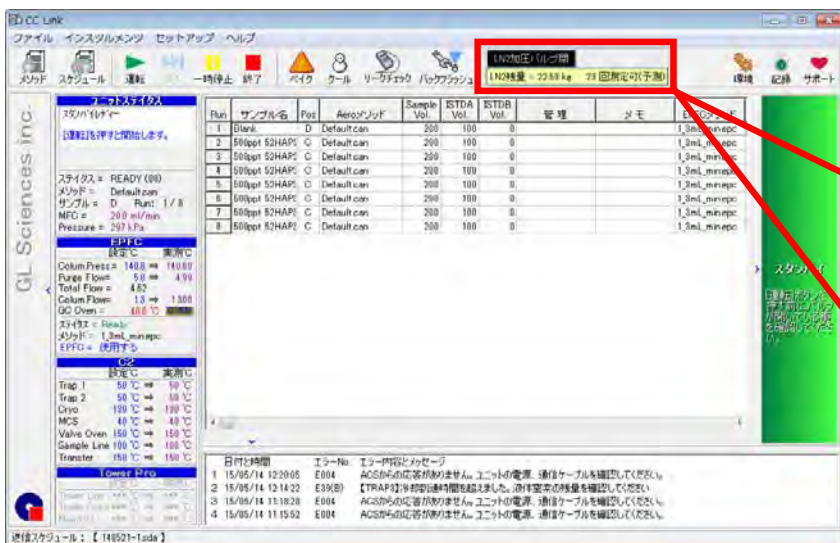 CC Link
ファイル インスツルメンツ セットアップ ヘルプ
メソッド スケジュール 運転 一時停止 終了 ベイク クール リークチェック バックフラッシュ 環境 記録 サポート
LN2加圧バルブ開
LN2残量 = 22.58 kg 23 回測定可(予測)
GL Sciences inc.
ユニットステイタス
スタンバイ・レディー
[運転]を押すと開始します。
ステイタス = READY (00)
メソッド = Default.can
サンプル = D Run: 1 / 8
MFC = 20.0 ml/min
Pressure = 297 kPa
EPFC
設定℃ 実測℃
Colum Press.= 140.8 ⇒ 140.80
Purge Flow= 5.0 ⇒ 4.99
Total Flow = 4.62
Colum Flow= 1.3 ⇒ 1.300
GC Oven = 40.0 ℃
ステイタス = Ready
メソッド = 1_3mL_min.epc
EPFC = 使用する
C2
設定℃ 実測℃
Trap 1 50 ℃ ⇒ 50 ℃
Trap 2 50 ℃ ⇒ 50 ℃
Cryo 120 ℃ ⇒ 120 ℃
MCS 40 ℃ ⇒ 40 ℃
Valve Oven 150 ℃ ⇒ 150 ℃
Sample Line 100 ℃ ⇒ 100 ℃
Transfer 150 ℃ ⇒ 150 ℃
Tower Pro
Run サンプル名 Pos Aeroメソッド Sample Vol. ISTDA Vol. ISTDB Vol. 管理 メモ EPFCメソッド
1 Blank D Default.can 200 100 0 1_3mL_min.epc
2 500ppt 52HAPS C Default.can 200 100 0 1_3mL_min.epc
3 500ppt 52HAPS C Default.can 200 100 0 1_3mL_min.epc
4 500ppt 52HAPS C Default.can 200 100 0 1_3mL_min.epc
5 500ppt 52HAPS C Default.can 200 100 0 1_3mL_min.epc
6 500ppt 52HAPS C Default.can 200 100 0 1_3mL_min.epc
7 500ppt 52HAPS C Default.can 200 100 0 1_3mL_min.epc
8 500ppt 52HAPS C Default.can 200 100 0 1_3mL_min.epc
スタンバイ
日付と時間 エラーNo. エラー内容とメッセージ
1 15/05/14 12:20:05 E004 ACSからの応答がありません。ユニットの電源、通信ケーブルを確認してください。
2 15/05/14 12:14:22 E39(B) 【TRAP3】冷却到達時間を超えました。液体窒素の残量を確認してください。
3 15/05/14 11:18:28 E004 ACSからの応答がありません。ユニットの電源、通信ケーブルを確認してください。
4 15/05/14 11:15:52 E004 ACSからの応答がありません。ユニットの電源、通信ケーブルを確認してください。
送信スケジュール : 【 140521-1.sda 】